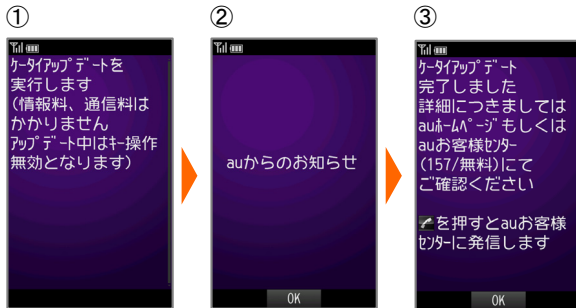 ①
ｹｰﾀｲｱｯﾌﾟﾃﾞｰﾄを
実行します
(情報料、通信料は
かかりません
ｱｯﾌﾟﾃﾞｰﾄ中はｷｰ操作
無効となります)
②
auからのお知らせ
OK
③
ｹｰﾀｲｱｯﾌﾟﾃﾞｰﾄ
完了しました
詳細につきましては
auﾎｰﾑﾍﾟｰｼﾞもしくは
auお客様ｾﾝﾀｰ
(157/無料)にて
ご確認ください
を押すとauお客様
ｾﾝﾀｰに発信します
OK